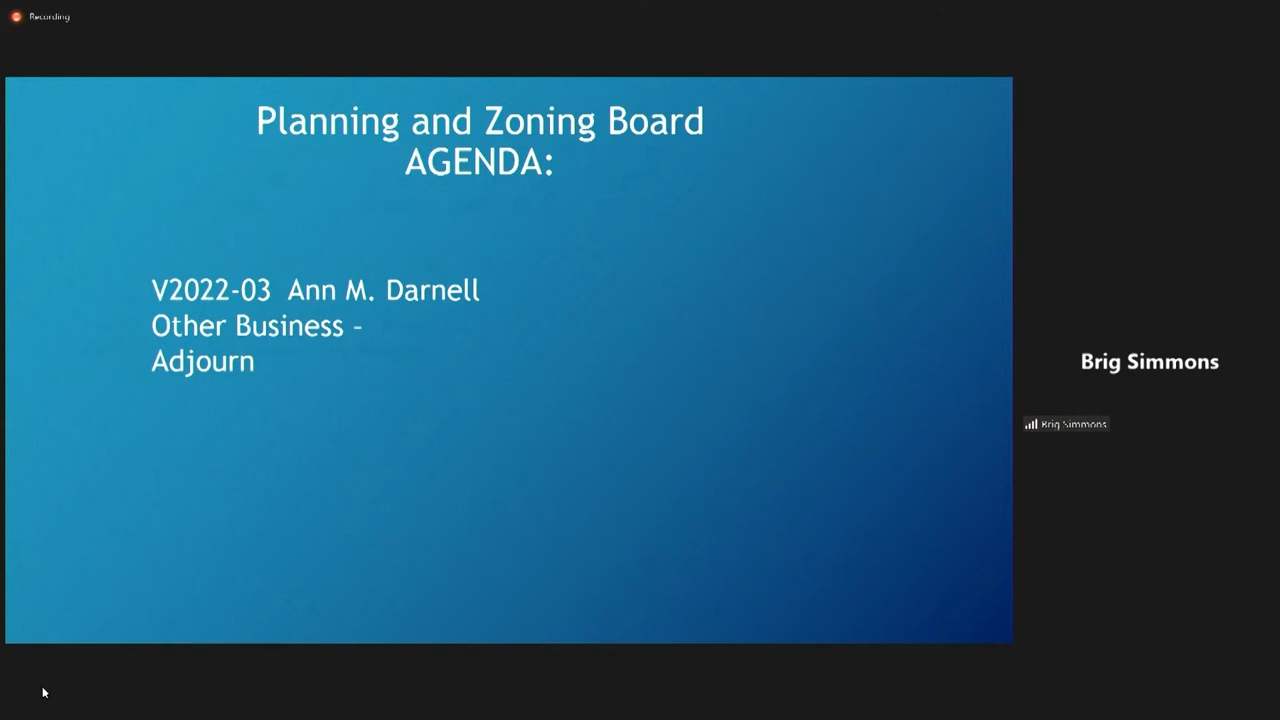 Recording
Planning and Zoning Board
AGENDA:
V2022-03 Ann M. Darnell
Other Business –
Adjourn
Brig Simmons
Brig Simmons